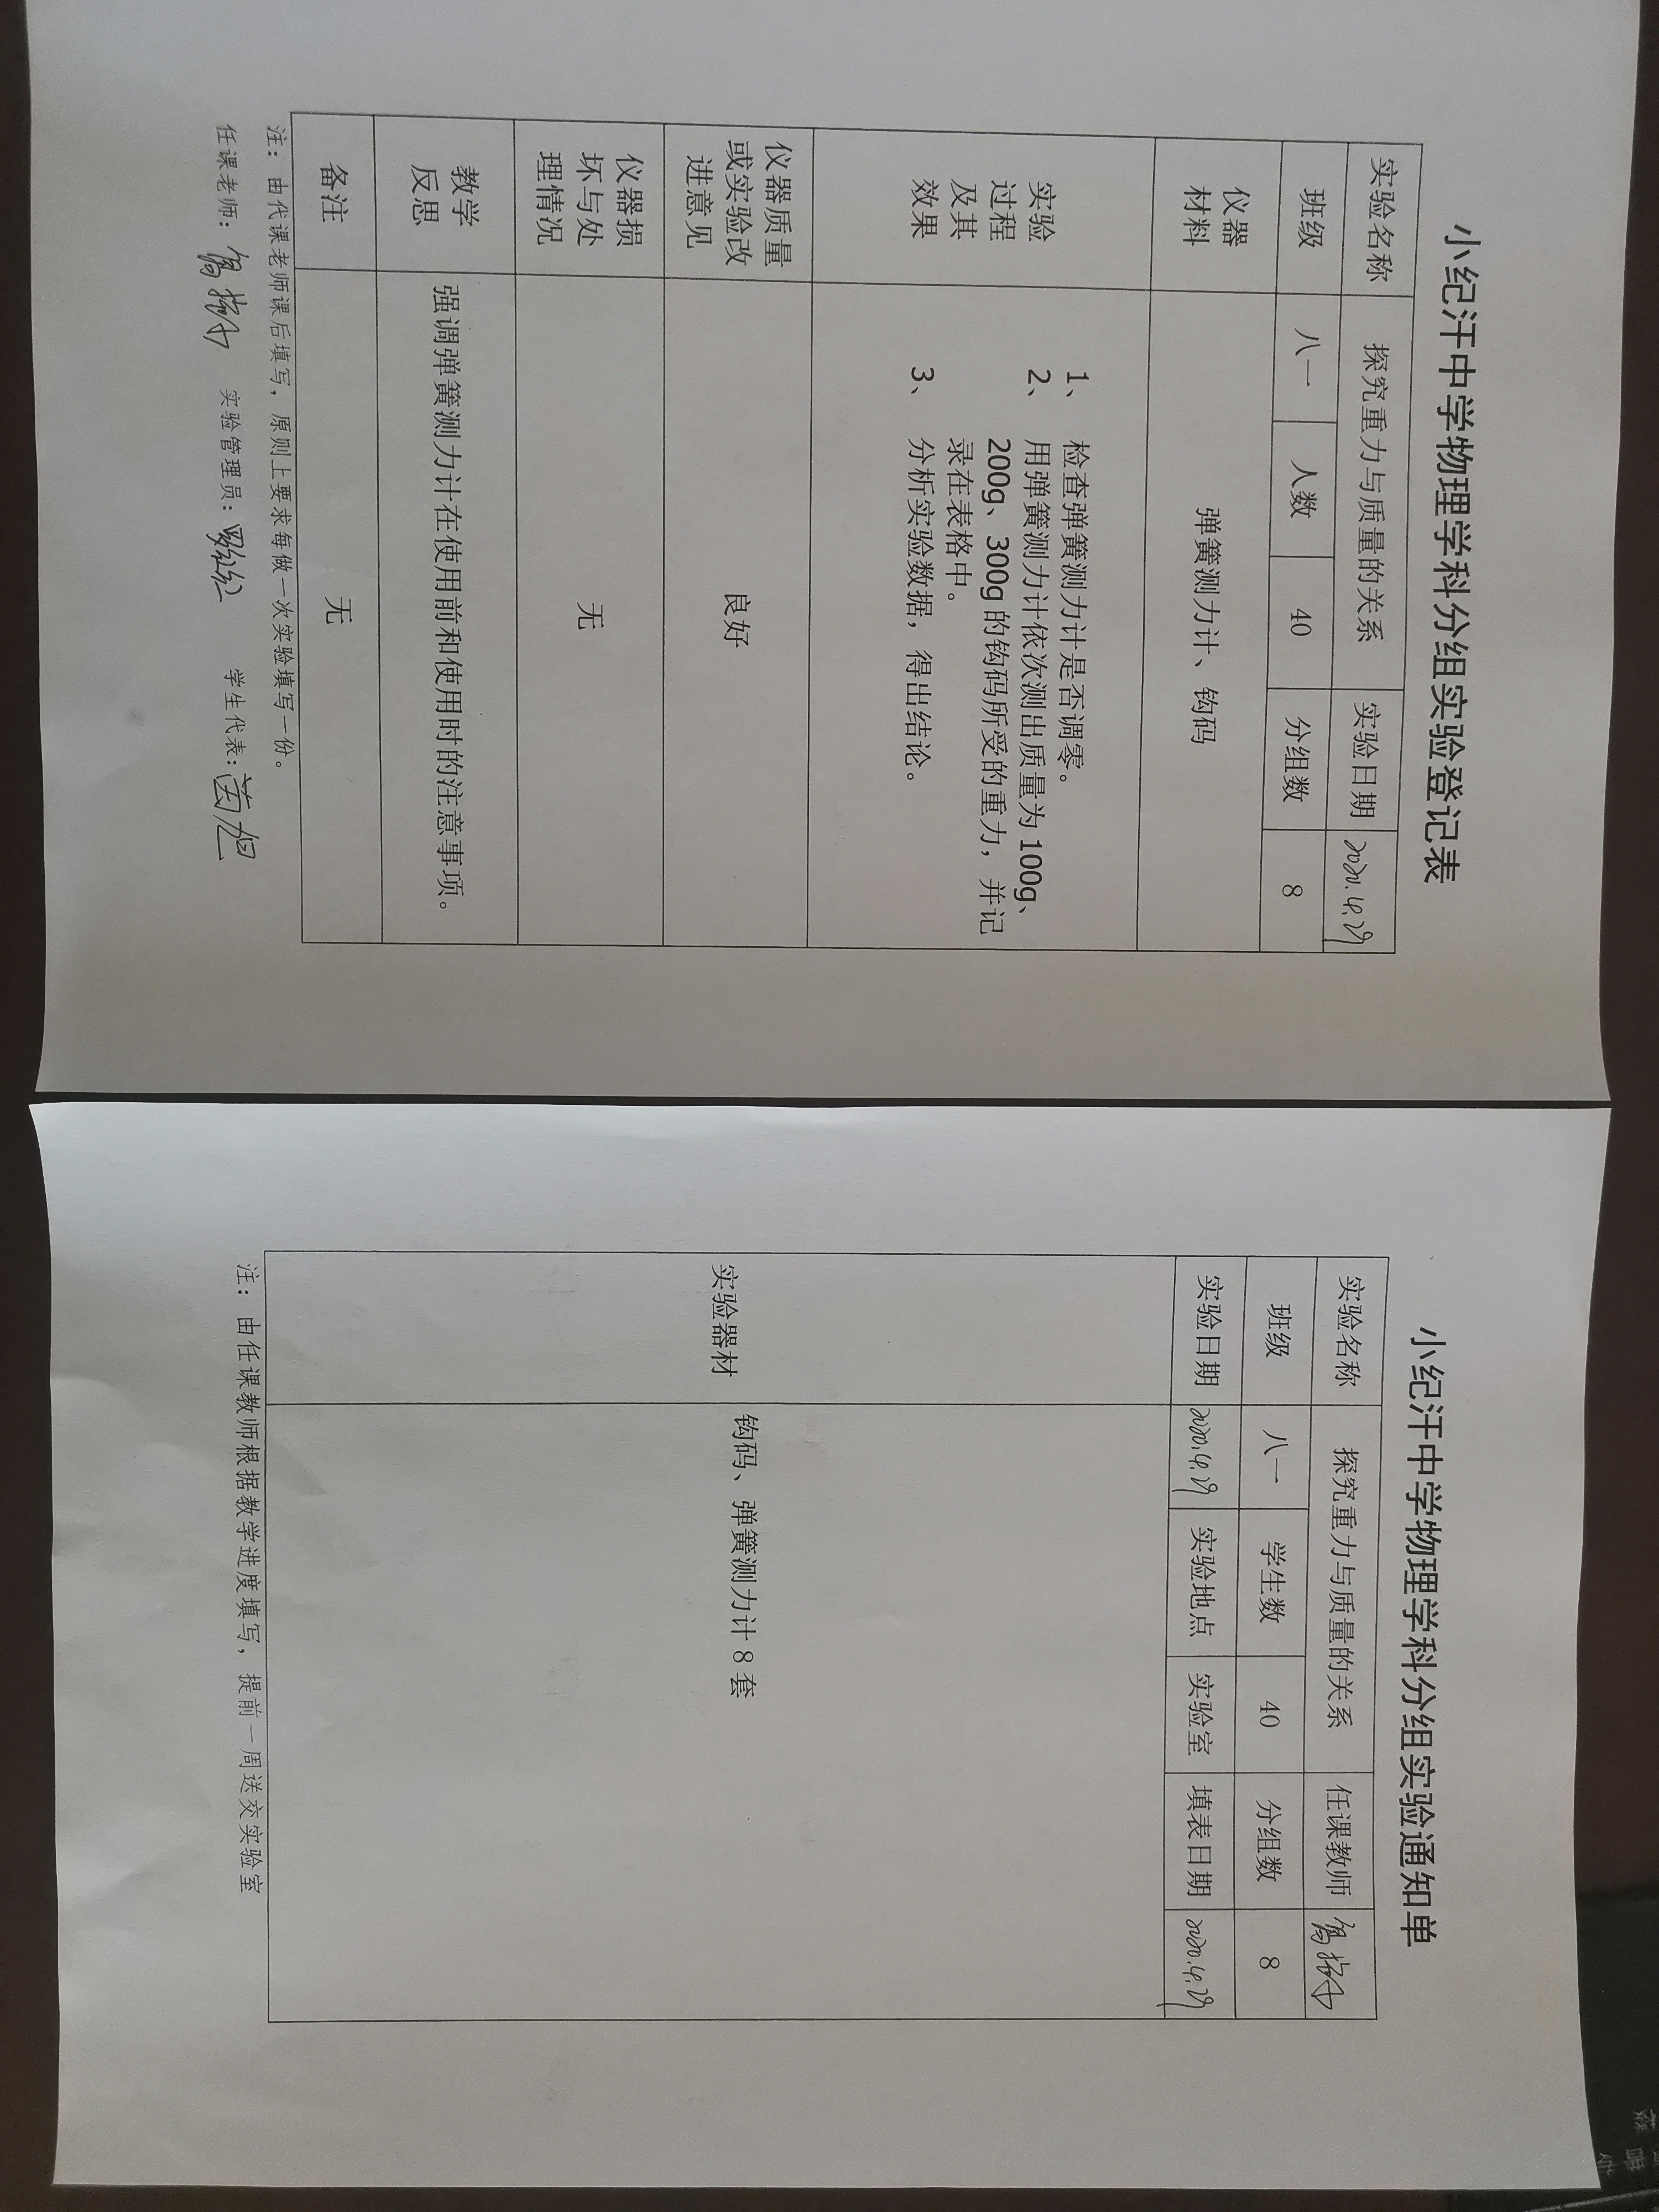 小纪汗中学物理学科分组实验登记表
实验名称 探究重力与质量的关系 实验日期 2020.4.29
班级 八一 人数 40 分组数 8
仪器
材料
弹簧测力计、钩码
实验
过程
及其
效果
1、 检查弹簧测力计是否调零。
2、 用弹簧测力计依次测出质量为 100g、
200g、300g 的钩码所受的重力，并记
录在表格中。
3、 分析实验数据，得出结论。
仪器质量
或实验改
进意见
良好
仪器损
坏与处
理情况
无
教学
反思
强调弹簧测力计在使用前和使用时的注意事项。
备注 无
注：由代课老师课后填写，原则上要求每做一次实验填写一份。
任课老师： 实验管理员： 学生代表：
小纪汗中学物理学科分组实验通知单
实验名称 探究重力与质量的关系 任课教师
班级 八一 学生数 40 分组数 8
实验日期 2020.4.29 实验地点 实验室 填表日期 2020.4.29
实验器材 钩码、弹簧测力计 8 套
注：由任课教师根据教学进度填写，提前一周送交实验室